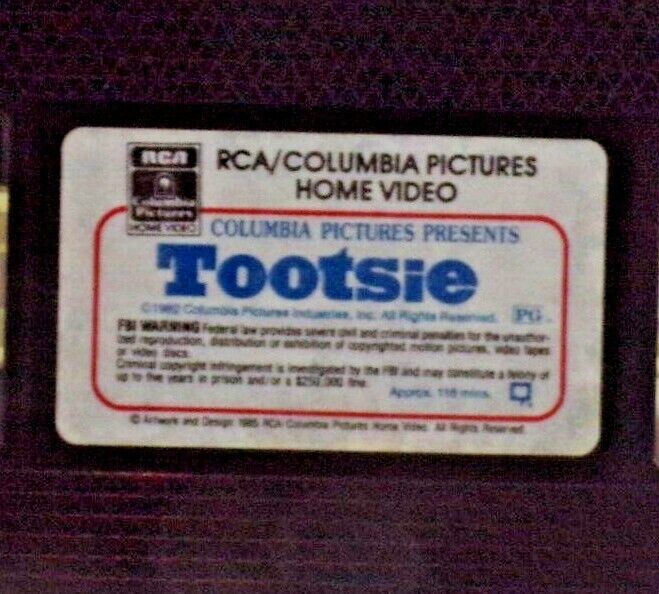 RCA
Columbia
Pictures
HOME VIDEO
RCA/COLUMBIA PICTURES
HOME VIDEO
COLUMBIA PICTURES PRESENTS
Tootsie
©1982 Columbia Pictures Industries, Inc. All Rights Reserved. PG
FBI WARNING Federal law provides severe civil and criminal penalties for the unauthor-
ized reproduction, distribution or exhibition of copyrighted motion pictures, video tapes
or video discs.
Criminal copyright infringement is investigated by the FBI and may constitute a felony of
up to five years in prison and/or a $250,000 fine.
Approx. 116 mins.
© Artwork and Design 1985 RCA/Columbia Pictures Home Video. All Rights Reserved.